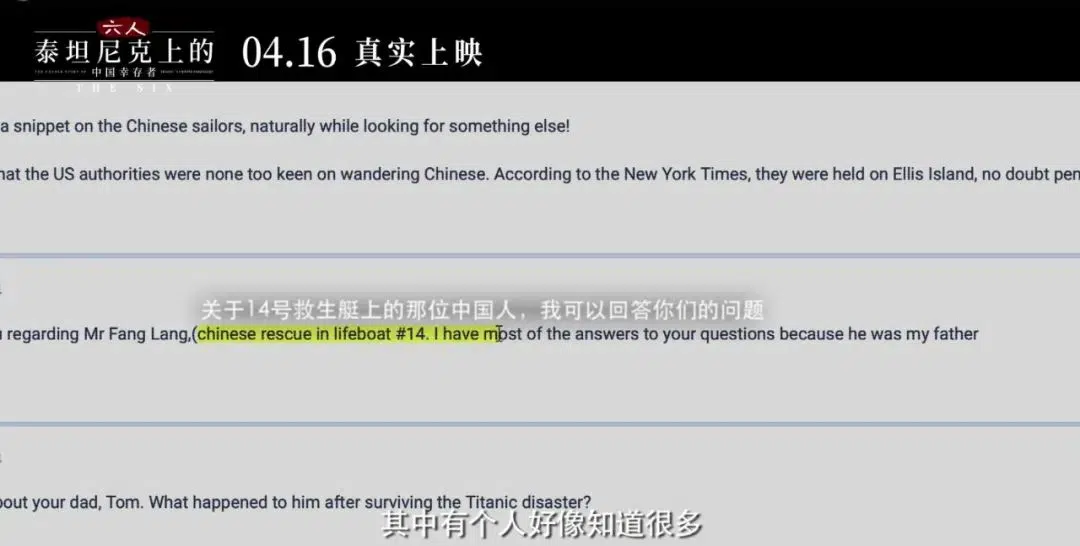 六人
泰坦尼克上的
中国幸存者
THE SIX
04.16 真实上映
a snippet on the Chinese sailors, naturally while looking for something else!
hat the US authorities were none too keen on wandering Chinese. According to the New York Times, they were held on Ellis Island, no doubt pen
关于14号救生艇上的那位中国人，我可以回答你们的问题
regarding Mr Fang Lang,(chinese rescue in lifeboat #14. I have most of the answers to your questions because he was my father
out your dad, Tom. What happened to him after surviving the Titanic disaster?
其中有个人好像知道很多